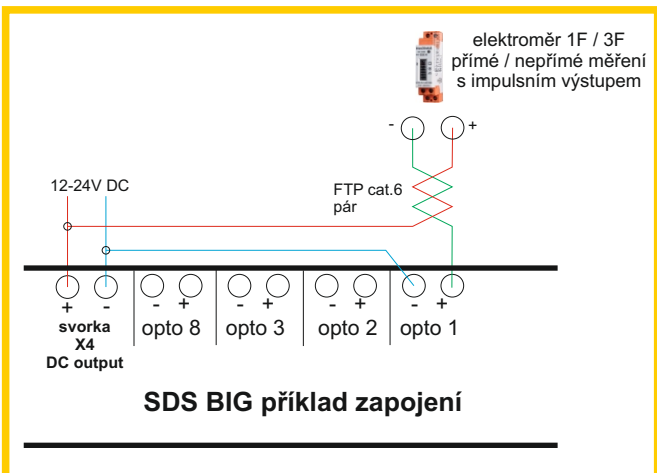 elektroměr 1F / 3F
přímé / nepřímé měření
s impulsním výstupem
- +
12-24V DC
FTP cat.6
pár
+ - - + - + - + - +
svorka
X4
DC output
opto 8
opto 3
opto 2
opto 1
SDS BIG příklad zapojení